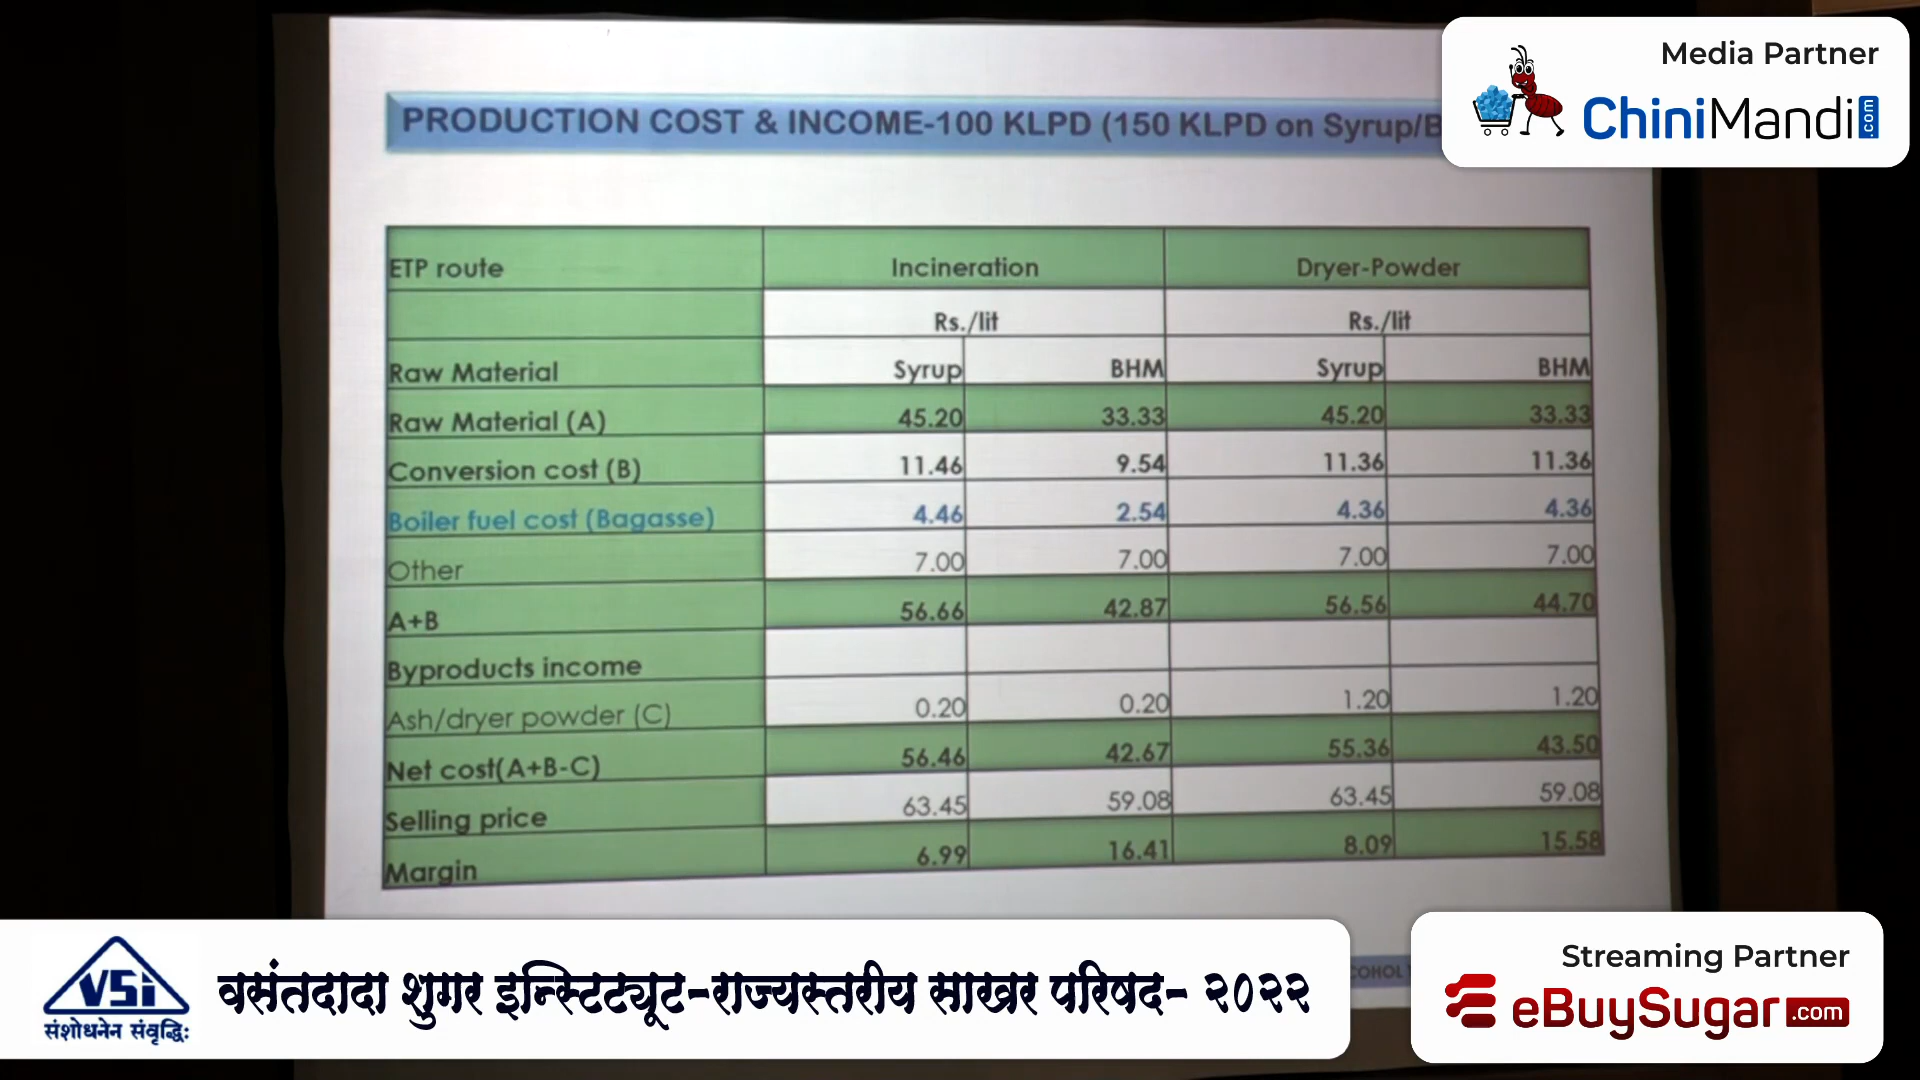 Media Partner
ChiniMandi.com
PRODUCTION COST & INCOME-100 KLPD (150 KLPD on Syrup/B
ETP route Incineration Dryer-Powder
Rs./lit Rs./lit
Raw Material Syrup BHM Syrup BHM
Raw Material (A) 45.20 33.33 45.20 33.33
Conversion cost (B) 11.46 9.54 11.36 11.36
Boiler fuel cost (Bagasse) 4.46 2.54 4.36 4.36
Other 7.00 7.00 7.00 7.00
A+B 56.66 42.87 56.56 44.70
Byproducts income
Ash/dryer powder (C) 0.20 0.20 1.20 1.20
Net cost(A+B-C) 56.46 42.67 55.36 43.50
Selling price 63.45 59.08 63.45 59.08
Margin 6.99 16.41 8.09 15.58
VSi
संशोधनेन संवृद्धिः
वसंतदादा शुगर इन्स्टिट्यूट-राज्यस्तरीय साखर परिषद- २०२२
Streaming Partner
eBuySugar.com